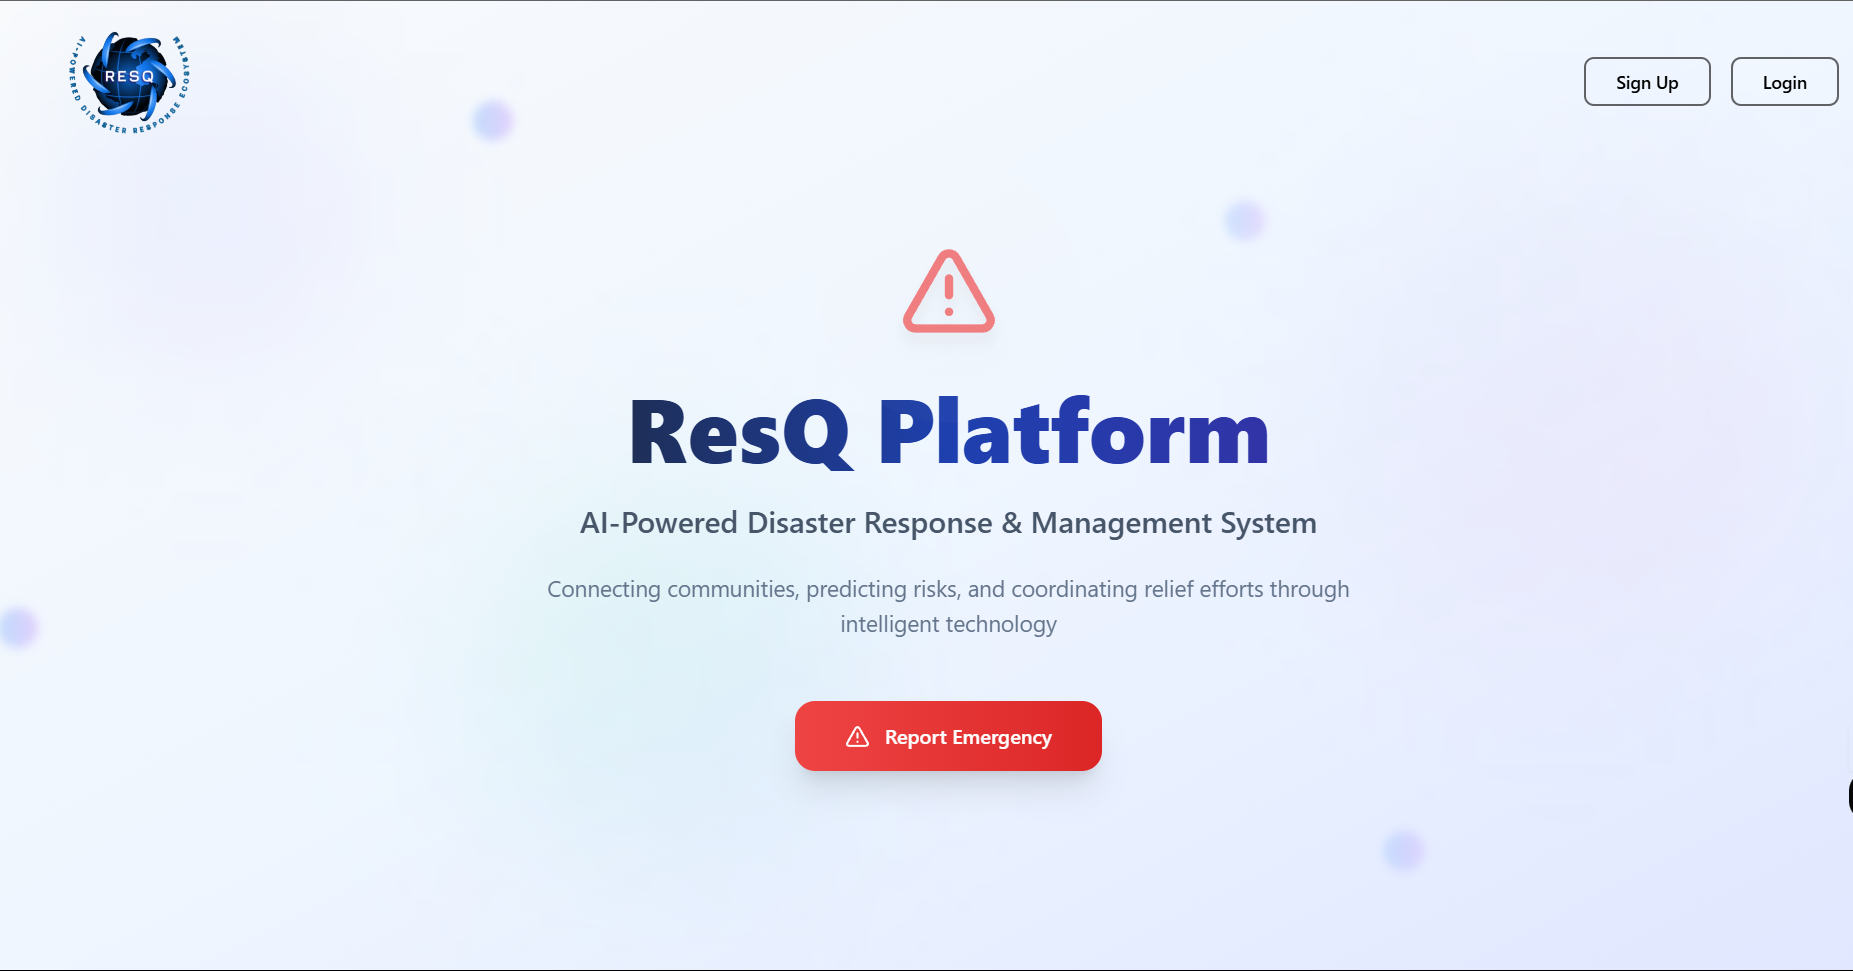 RESQ
AI-POWERED DISASTER RESPONSE ECOSYSTEM
Sign Up
Login
ResQ Platform
AI-Powered Disaster Response & Management System
Connecting communities, predicting risks, and coordinating relief efforts through
intelligent technology
Report Emergency